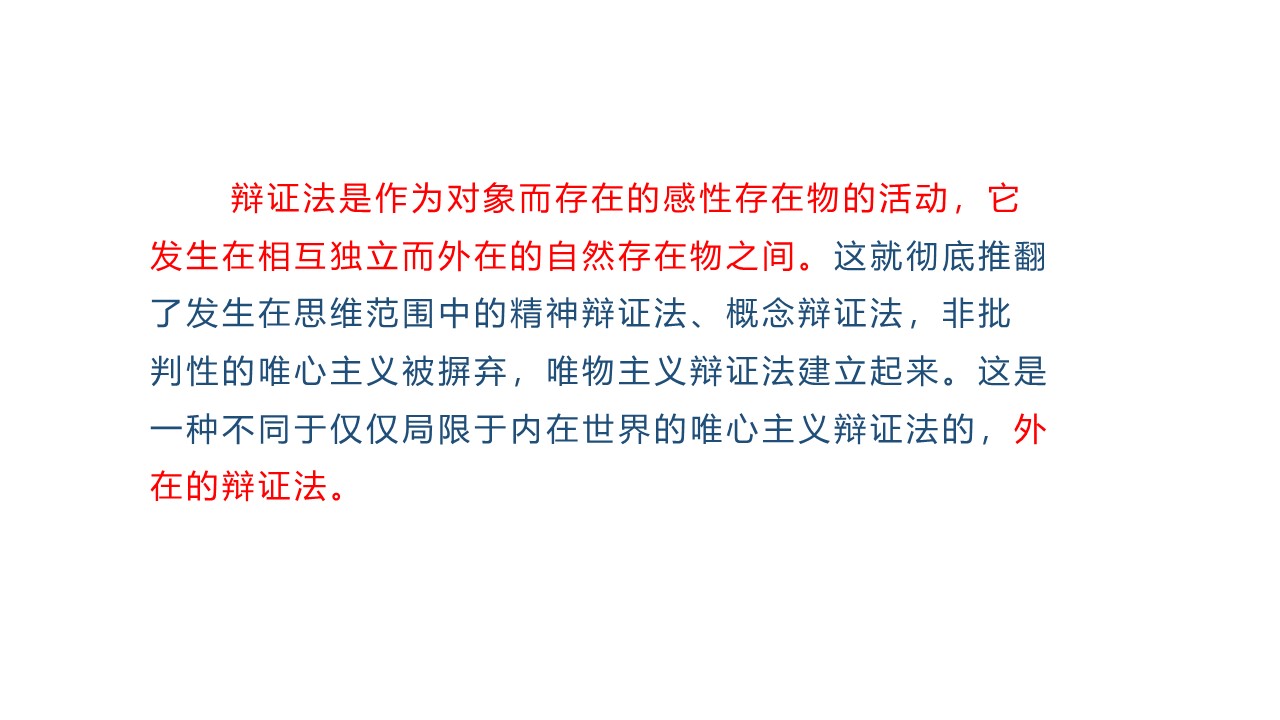 辩证法是作为对象而存在的感性存在物的活动，它
发生在相互独立而外在的自然存在物之间。这就彻底推翻
了发生在思维范围中的精神辩证法、概念辩证法，非批
判性的唯心主义被摒弃，唯物主义辩证法建立起来。这是
一种不同于仅仅局限于内在世界的唯心主义辩证法的，外
在的辩证法。